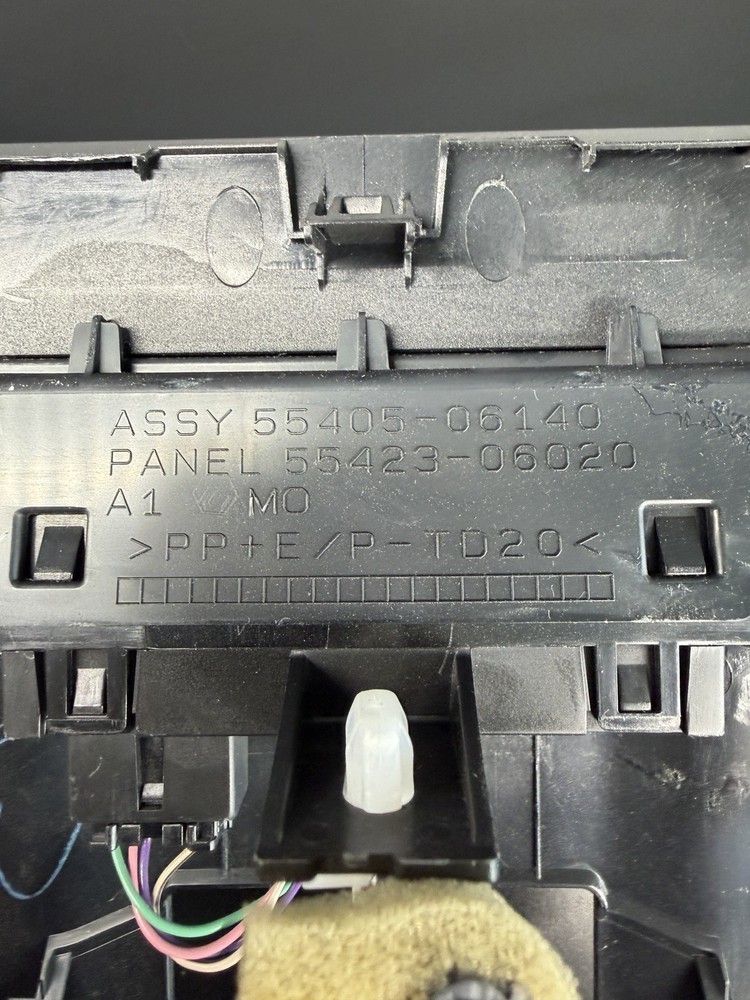 ASSY 55405-06140
PANEL 55423-06020
A1 MO
>PP+E/P-TD20<